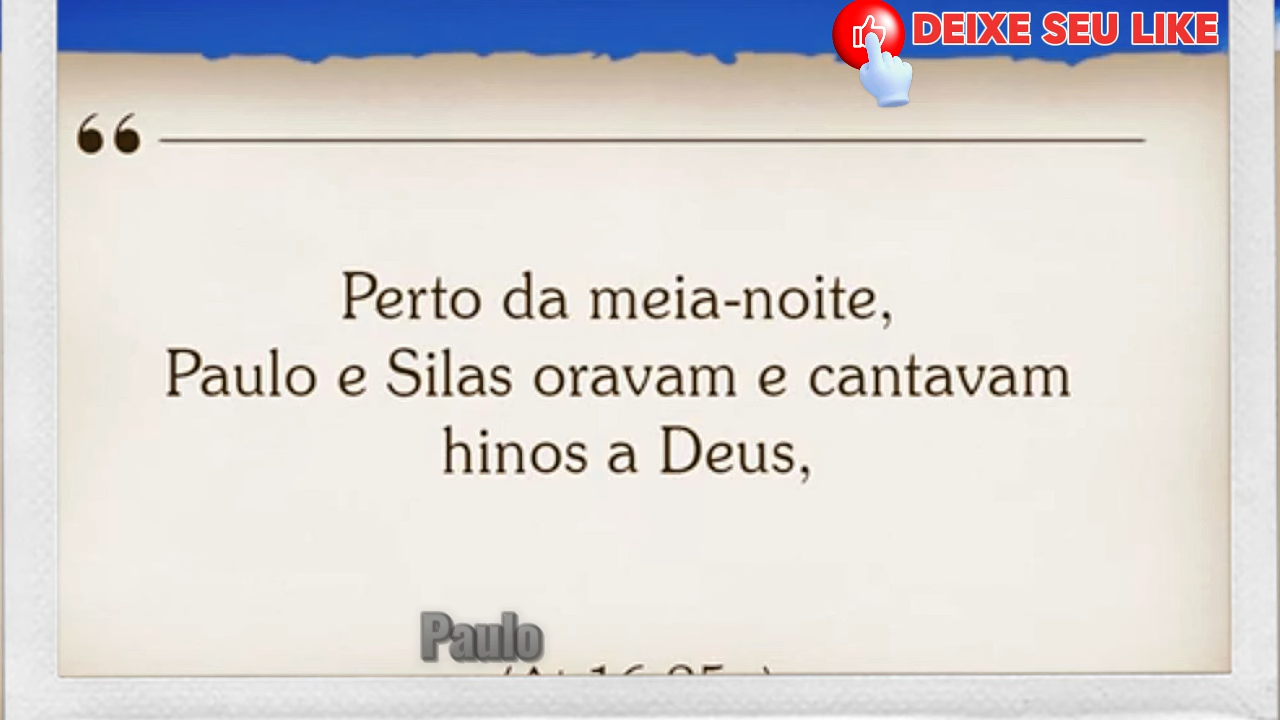 DEIXE SEU LIKE
Perto da meia-noite,
Paulo e Silas oravam e cantavam
hinos a Deus,
Paulo